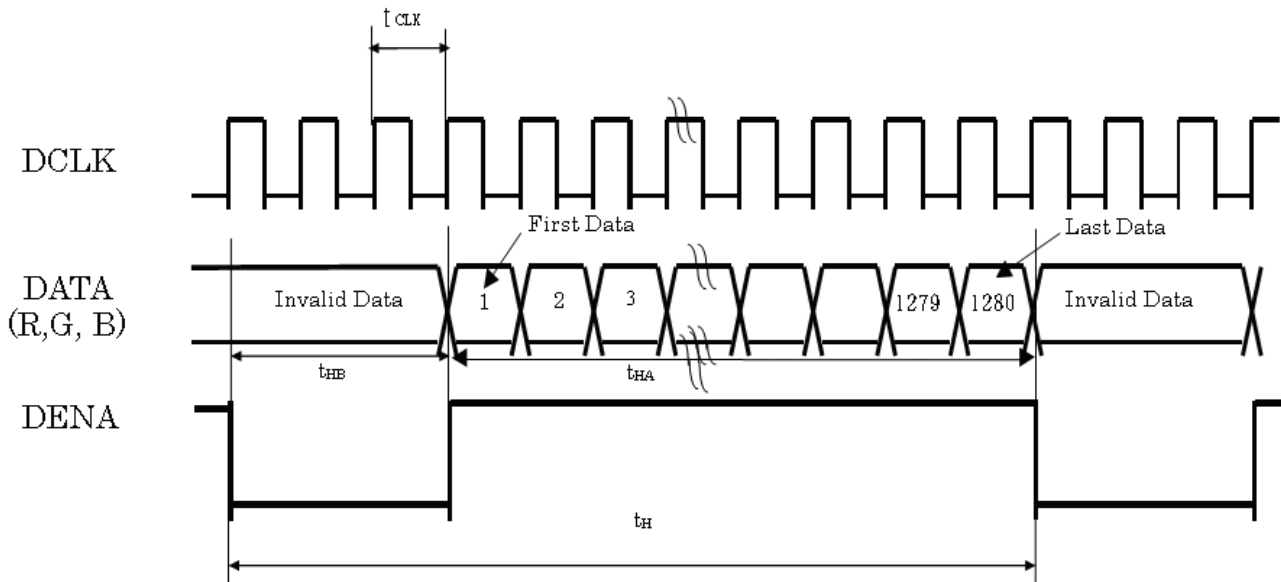 t CLK
DCLK
First Data
Last Data
DATA
(R,G, B)
Invalid Data
1
2
3
1279
1280
Invalid Data
tHB
tHA
DENA
tH